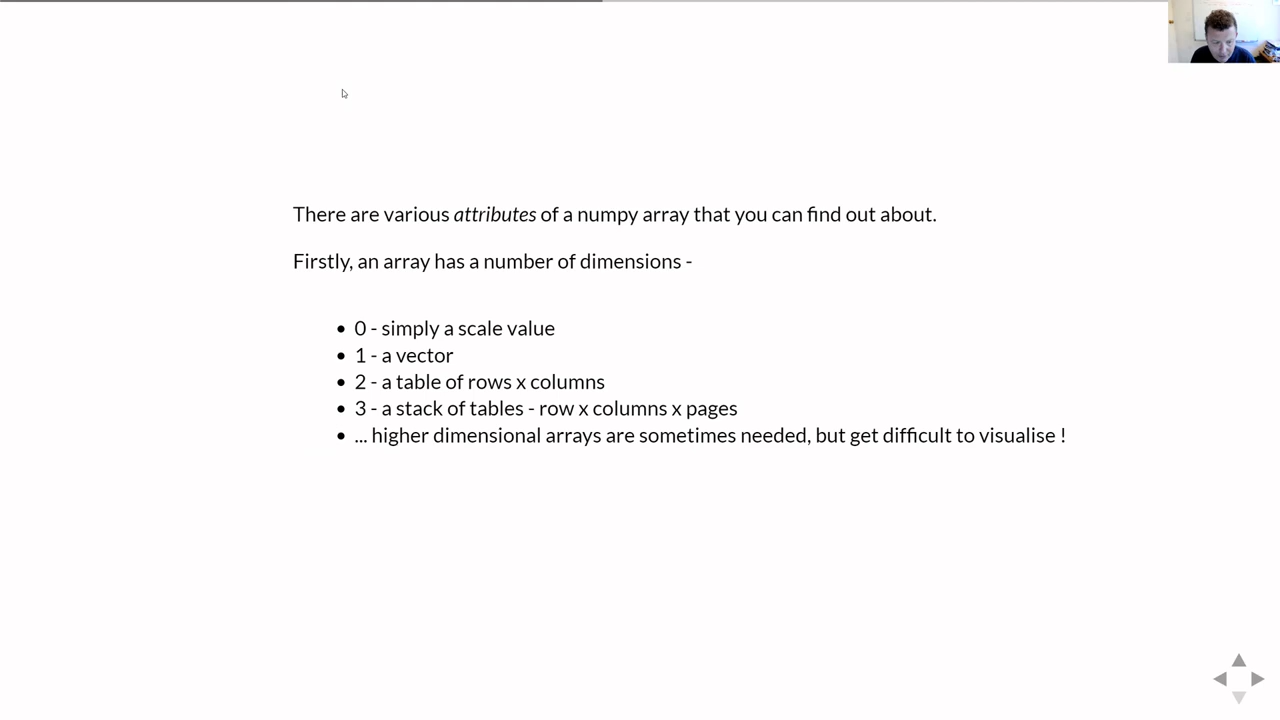 There are various attributes of a numpy array that you can find out about.
Firstly, an array has a number of dimensions -
• 0 - simply a scale value
• 1 - a vector
• 2 - a table of rows x columns
• 3 - a stack of tables - row x columns x pages
• ... higher dimensional arrays are sometimes needed, but get difficult to visualise !